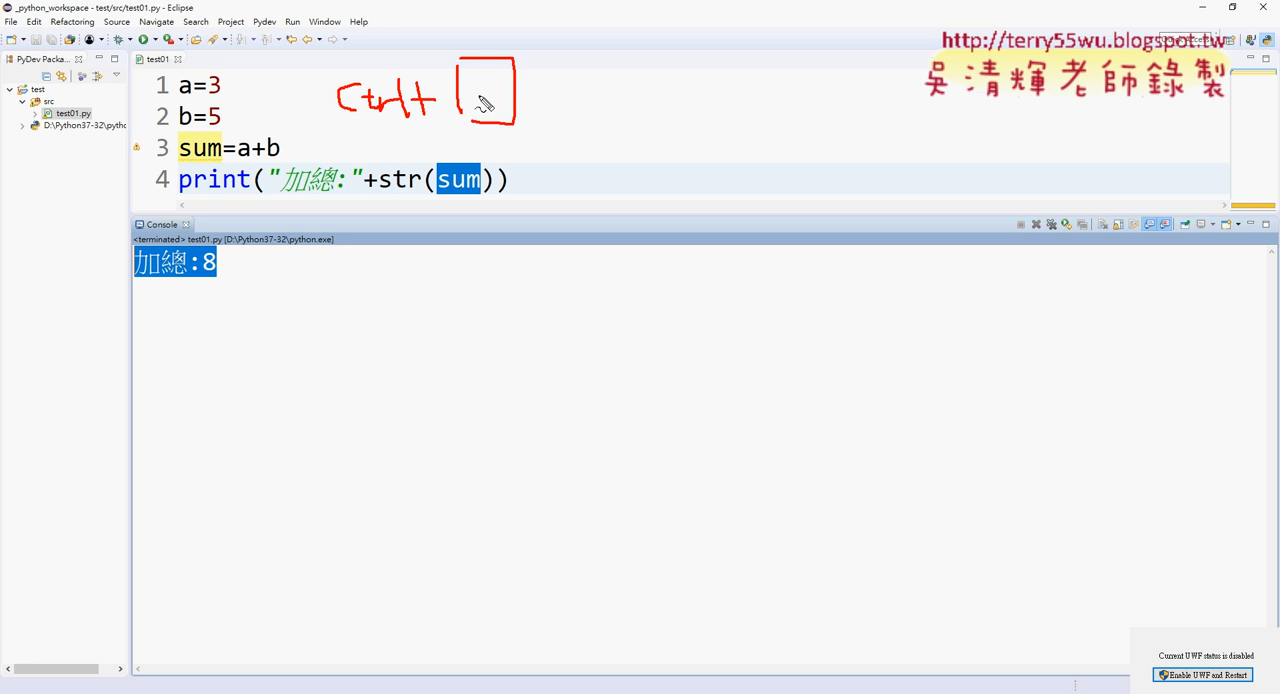 _python_workspace - test/src/test01.py - Eclipse
File Edit Refactoring Source Navigate Search Project Pydev Run Window Help
http://terry55wu.blogspot.tw
吳清輝老師錄製
PyDev Packa...
test
src
test01.py
D:\Python37-32\pytho
test01
1 a=3
2 b=5
3 sum=a+b
4 print("加總:"+str(sum))
Ctrl+
Console
<terminated> test01.py [D:\Python37-32\python.exe]
加總:8
Current UWF status is disabled
Enable UWF and Restart